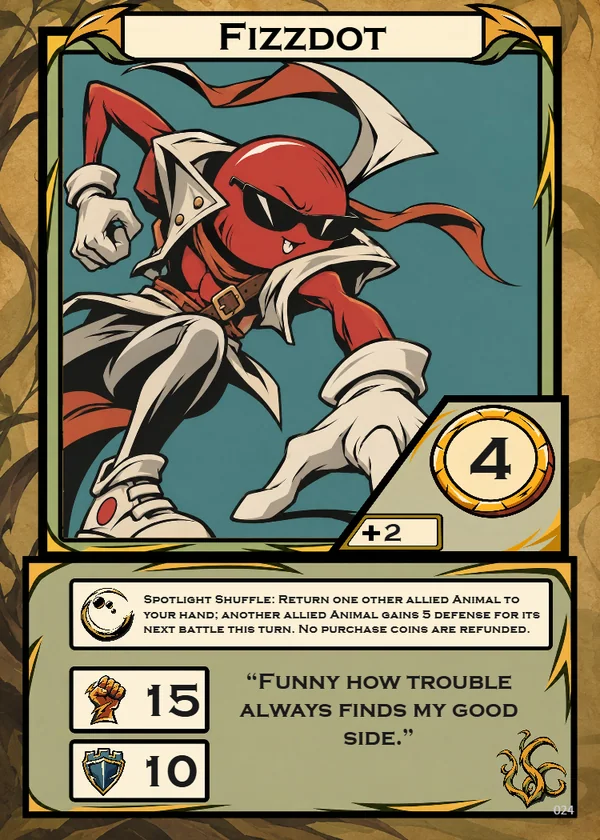 Fizzdot
4
+2
Spotlight Shuffle: Return one other allied Animal to
your hand; another allied Animal gains 5 defense for its
next battle this turn. No purchase coins are refunded.
15
10
“Funny how trouble
always finds my good
side.”
024